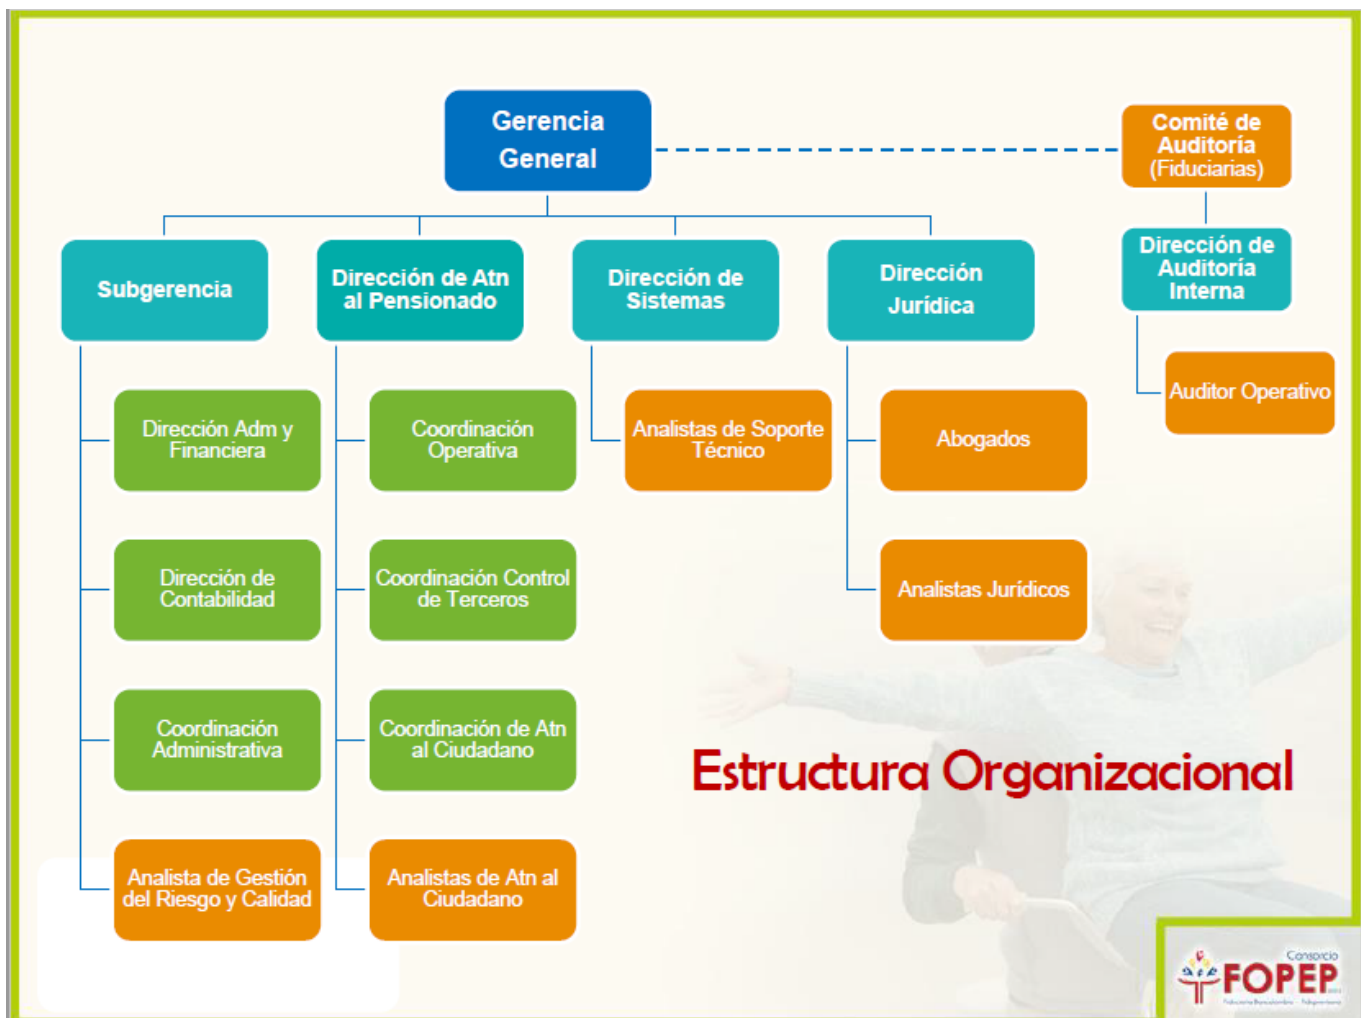 Gerencia
General
Comité de
Auditoría
(Fiduciarias)
Subgerencia
Dirección de Atn
al Pensionado
Dirección de
Sistemas
Dirección
Jurídica
Dirección de
Auditoría
Interna
Dirección Adm y
Financiera
Coordinación
Operativa
Analistas de Soporte
Técnico
Abogados
Auditor Operativo
Dirección de
Contabilidad
Coordinación Control
de Terceros
Analistas Jurídicos
Coordinación
Administrativa
Coordinación de Atn
al Ciudadano
Estructura Organizacional
Analista de Gestión
del Riesgo y Calidad
Analistas de Atn al
Ciudadano
Consorcio
FOPEP